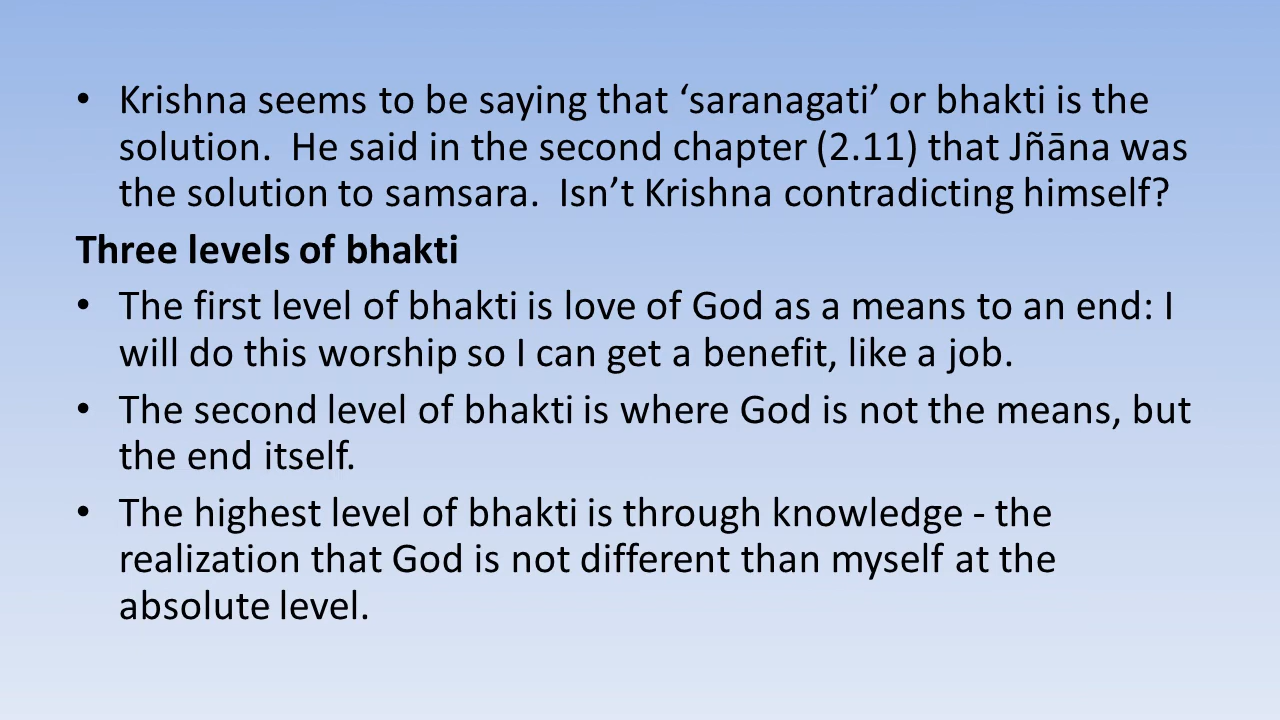 • Krishna seems to be saying that ‘saranagati’ or bhakti is the
solution.  He said in the second chapter (2.11) that Jñāna was
the solution to samsara.  Isn’t Krishna contradicting himself?
Three levels of bhakti
• The first level of bhakti is love of God as a means to an end: I
will do this worship so I can get a benefit, like a job.
• The second level of bhakti is where God is not the means, but
the end itself.
• The highest level of bhakti is through knowledge - the
realization that God is not different than myself at the
absolute level.